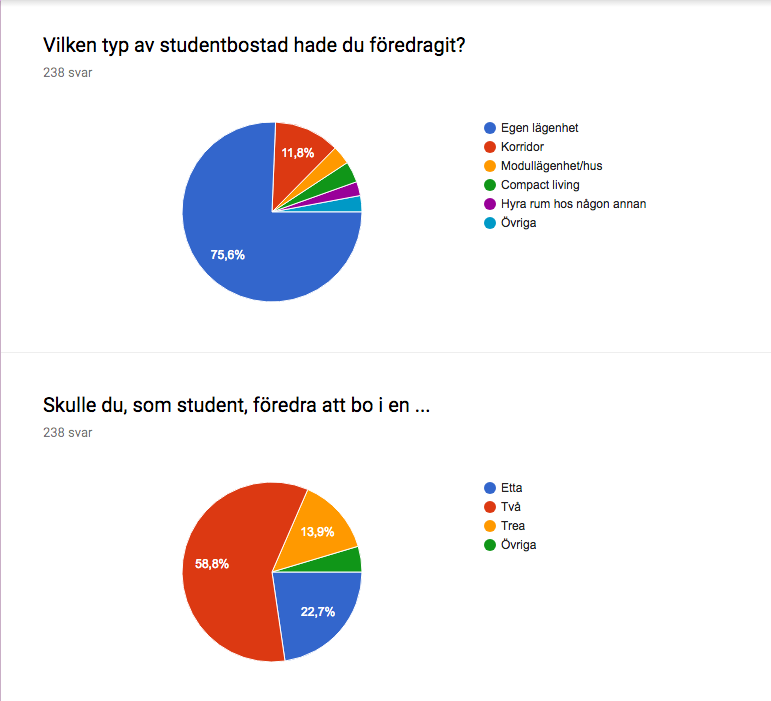 Vilken typ av studentbostad hade du föredragit?
238 svar
11,8%
75,6%
Egen lägenhet
Korridor
Modullägenhet/hus
Compact living
Hyra rum hos någon annan
Övriga
Skulle du, som student, föredra att bo i en ...
238 svar
13,9%
58,8%
22,7%
Etta
Två
Trea
Övriga